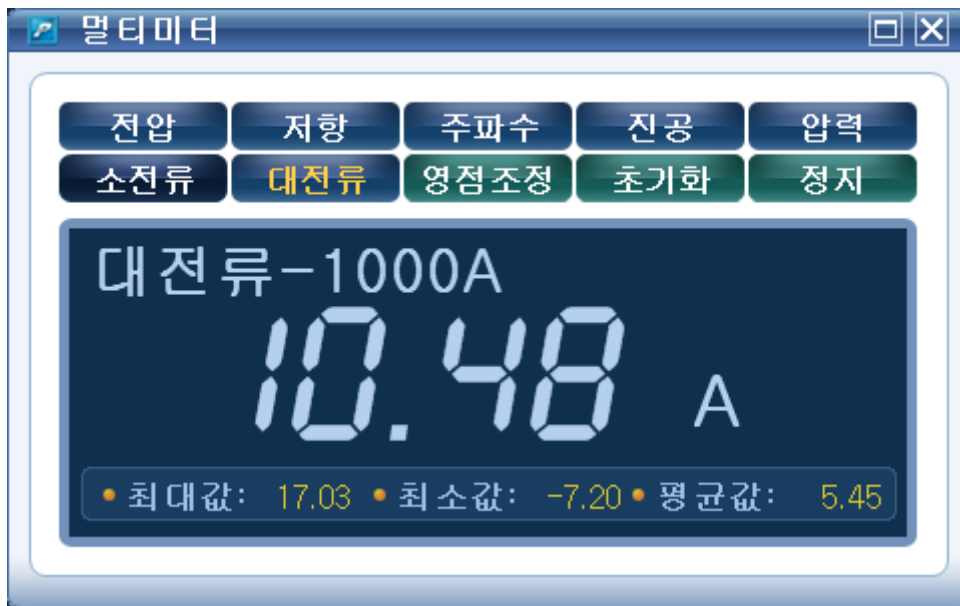 멀티미터
전압 저항 주파수 진공 압력
소전류 대전류 영점조정 초기화 정지
대전류-1000A
10.48 A
최대값: 17.03 최소값: -7.20 평균값: 5.45